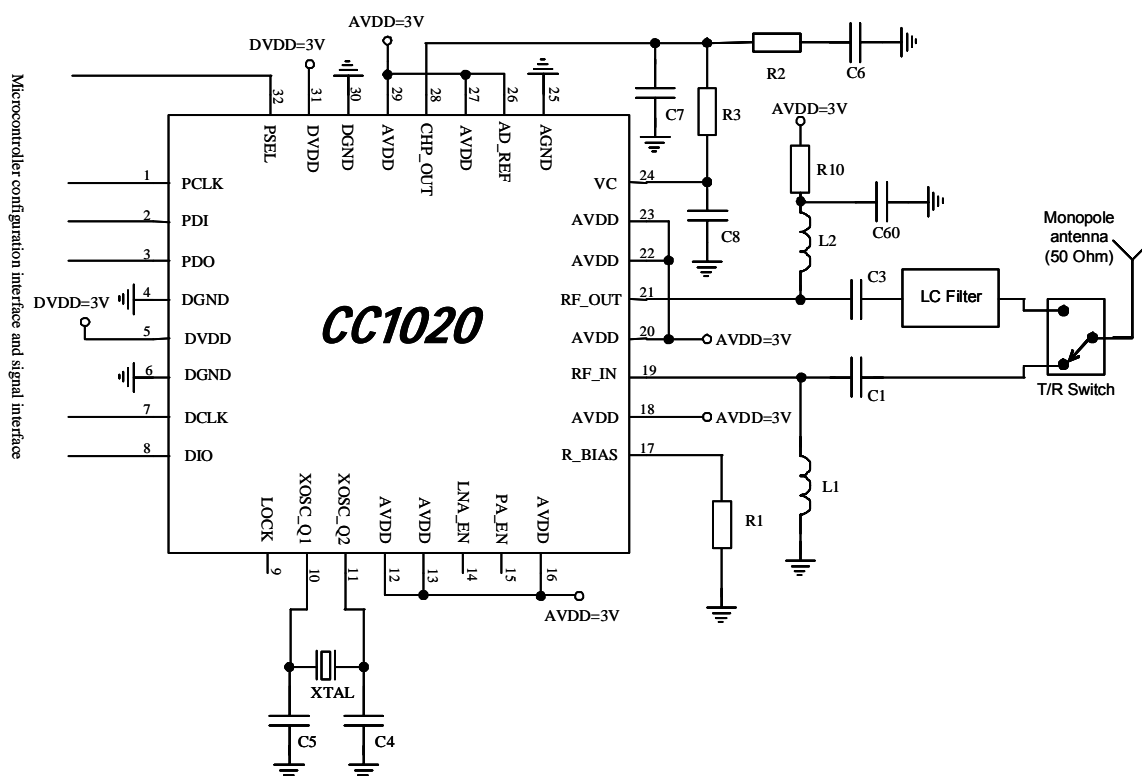 AVDD=3V
DVDD=3V
R2
C6
Microcontroller configuration interface and signal interface
32
31
30
29
28
27
26
25
C7
R3
AVDD=3V
PSEL
DVDD
DGND
AVDD
CHP_OUT
AVDD
AD_REF
AGND
R10
1
PCLK
VC
24
2
PDI
AVDD
23
C8
L2
C60
Monopole
antenna
(50 Ohm)
3
PDO
AVDD
22
DVDD=3V
4
DGND
RF_OUT
21
C3
LC Filter
5
DVDD
CC1020
AVDD
20
AVDD=3V
6
DGND
RF_IN
19
C1
T/R Switch
7
DCLK
AVDD
18
AVDD=3V
8
DIO
R_BIAS
17
L1
R1
LOCK
XOSC_Q1
XOSC_Q2
AVDD
AVDD
LNA_EN
PA_EN
AVDD
9
10
11
12
13
14
15
16
AVDD=3V
XTAL
C5
C4